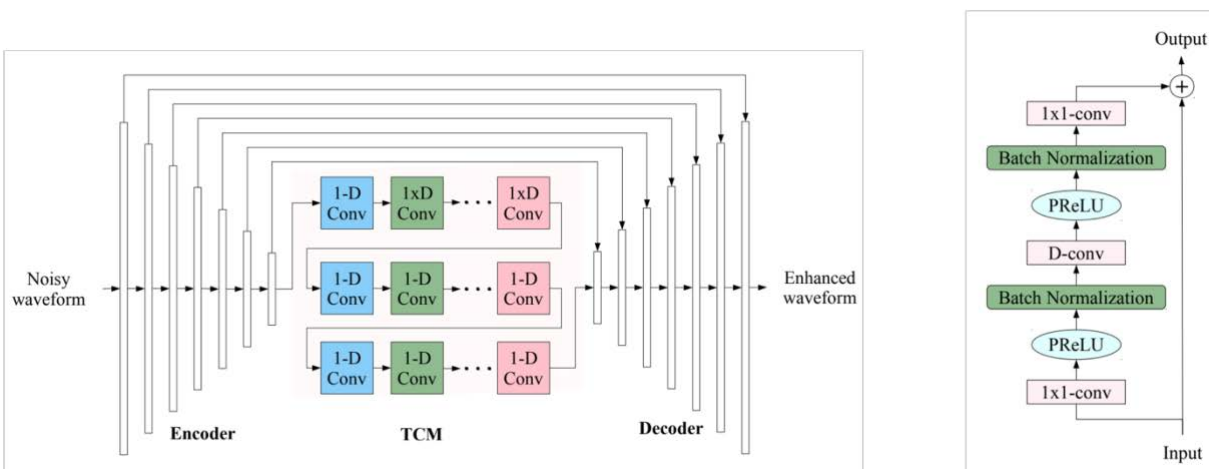 Noisy
waveform
1-D
Conv
1xD
Conv
1xD
Conv
1-D
Conv
1-D
Conv
1-D
Conv
1-D
Conv
1-D
Conv
1-D
Conv
Encoder
TCM
Decoder
Enhanced
waveform
Output
+
1x1-conv
Batch Normalization
PReLU
D-conv
Batch Normalization
PReLU
1x1-conv
Input